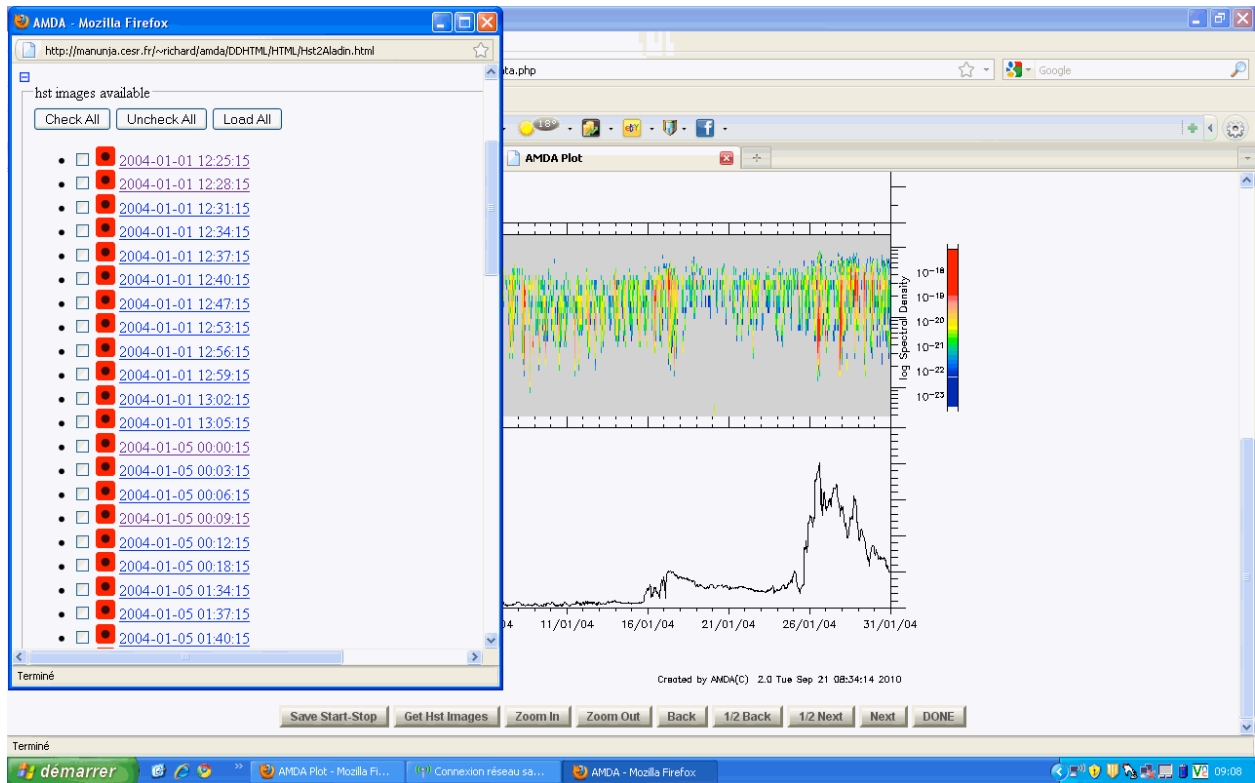 AMDA - Mozilla Firefox
http://manunja.cesr.fr/~richard/amda/DDHTML/HTML/Hst2Aladin.html
hst images available
Check All Uncheck All Load All
2004-01-01 12:25:15
2004-01-01 12:28:15
2004-01-01 12:31:15
2004-01-01 12:34:15
2004-01-01 12:37:15
2004-01-01 12:40:15
2004-01-01 12:47:15
2004-01-01 12:53:15
2004-01-01 12:56:15
2004-01-01 12:59:15
2004-01-01 13:02:15
2004-01-01 13:05:15
2004-01-05 00:00:15
2004-01-05 00:03:15
2004-01-05 00:06:15
2004-01-05 00:09:15
2004-01-05 00:12:15
2004-01-05 00:18:15
2004-01-05 01:34:15
2004-01-05 01:37:15
2004-01-05 01:40:15
Terminé
ta.php
Google
18°
AMDA Plot
10-18
10-19
10-20
10-21
10-22
10-23
log Spectral Density
04 11/01/04 16/01/04 21/01/04 26/01/04 31/01/04
Created by AMDA(C) 2.0 Tue Sep 21 08:34:14 2010
Save Start-Stop Get Hst Images Zoom In Zoom Out Back 1/2 Back 1/2 Next Next DONE
Terminé
démarrer
AMDA Plot - Mozilla Fi...
Connexion réseau sa...
AMDA - Mozilla Firefox
09:08